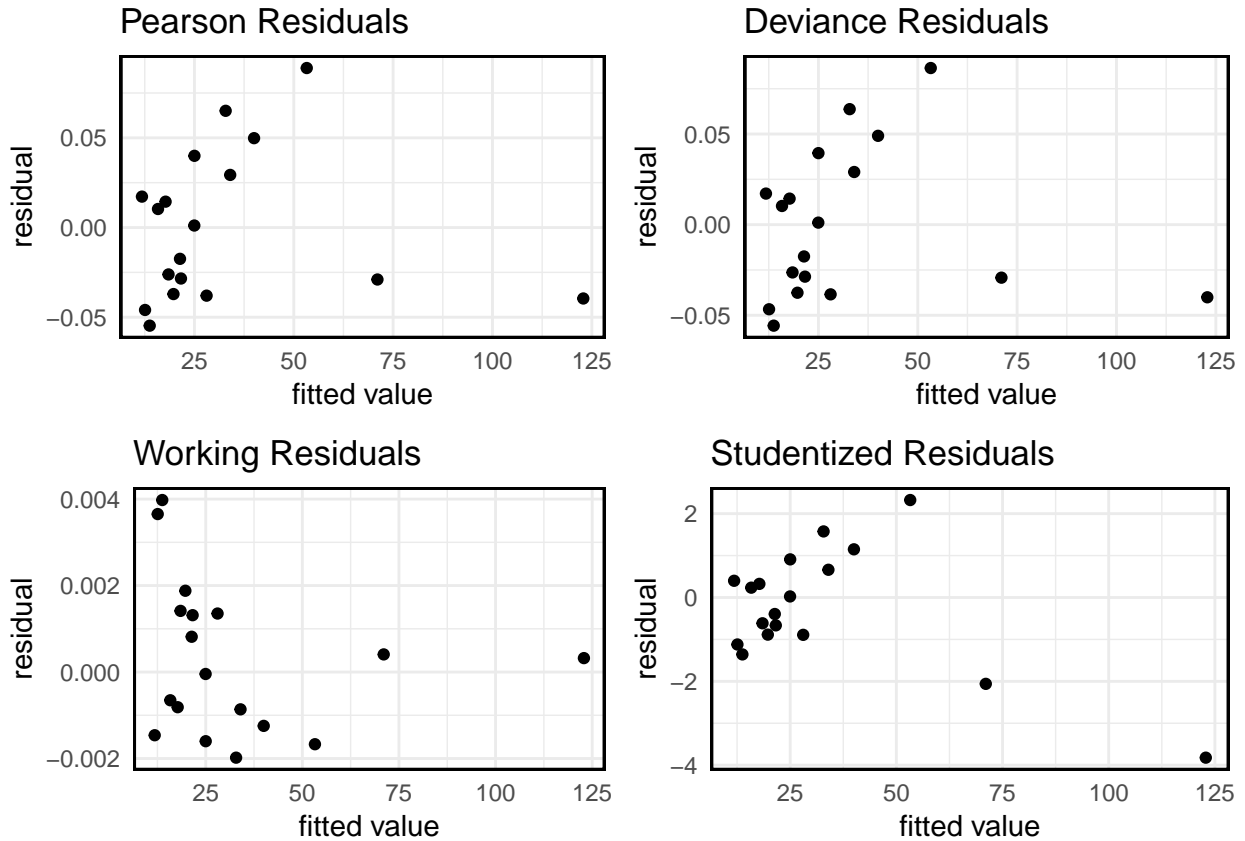 Pearson Residuals
residual
0.05
0.00
−0.05
25 50 75 100 125
fitted value
Deviance Residuals
residual
0.05
0.00
−0.05
25 50 75 100 125
fitted value
Working Residuals
residual
0.004
0.002
0.000
−0.002
25 50 75 100 125
fitted value
Studentized Residuals
residual
2
0
−2
−4
25 50 75 100 125
fitted value